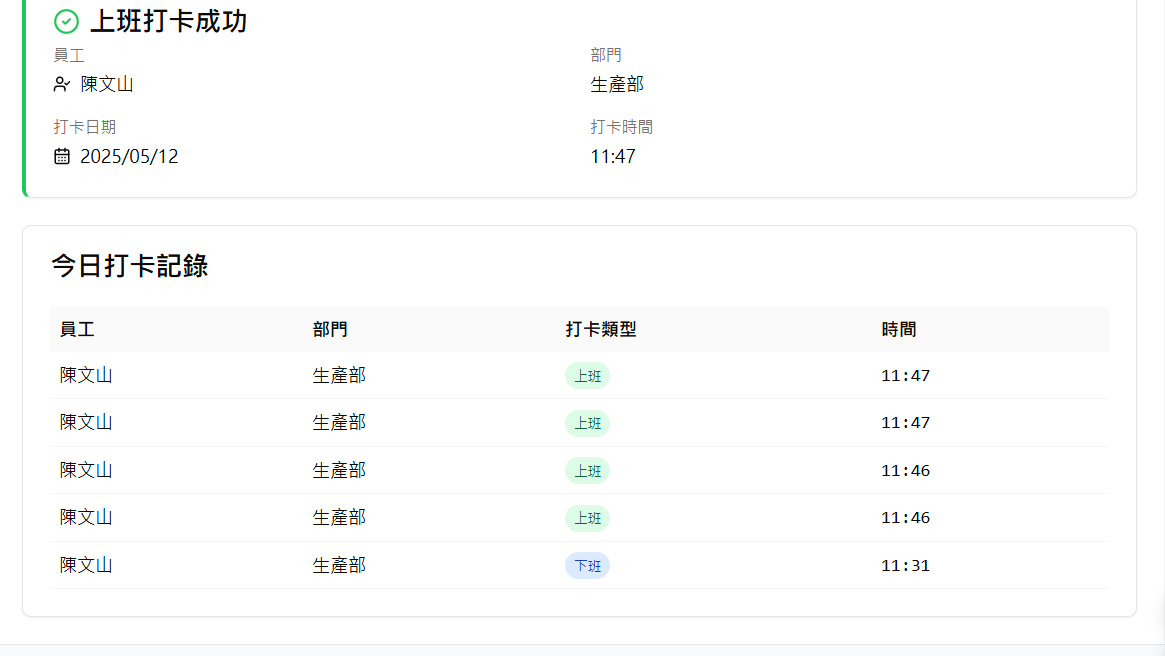 上班打卡成功
員工 部門
陳文山 生產部
打卡日期 打卡時間
2025/05/12 11:47
今日打卡記錄
員工 部門 打卡類型 時間
陳文山 生產部 上班 11:47
陳文山 生產部 上班 11:47
陳文山 生產部 上班 11:46
陳文山 生產部 上班 11:46
陳文山 生產部 下班 11:31